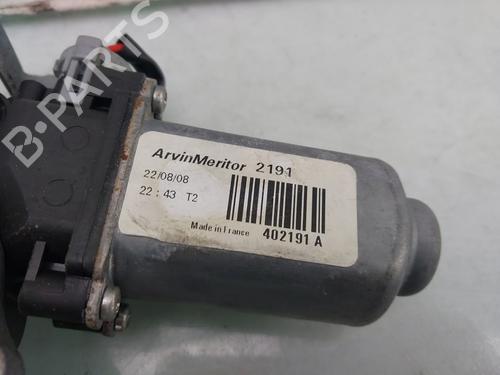 B-PARTS
ArvinMeritor 2191
22/08/08
22 : 43 T2
Made in France 402191 A